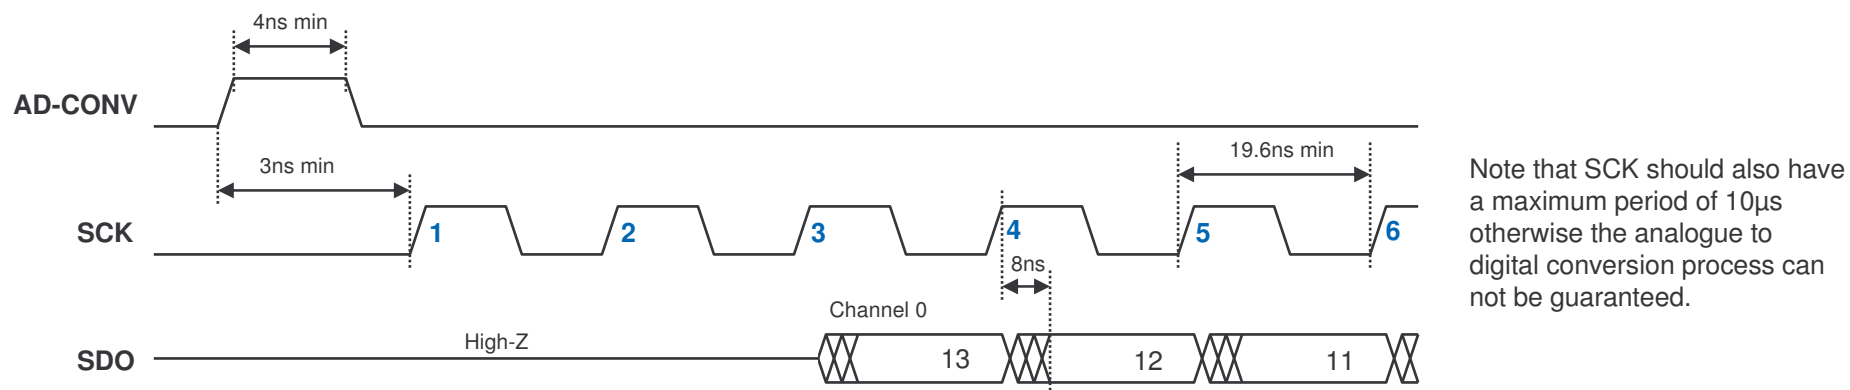 4ns min
AD-CONV
3ns min
19.6ns min
Note that SCK should also have
a maximum period of 10µs
otherwise the analogue to
digital conversion process can
not be guaranteed.
SCK
1 2 3 4 5 6
8ns
Channel 0
High-Z
SDO
13 12 11